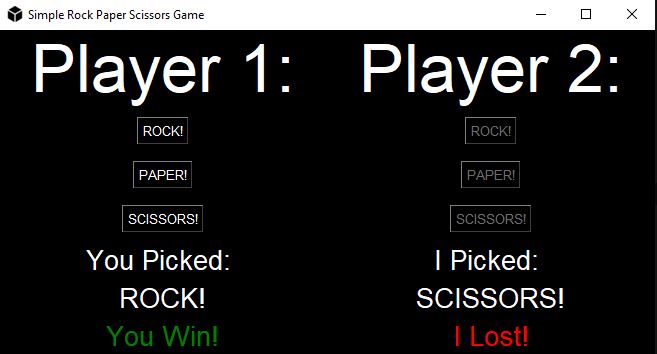 Simple Rock Paper Scissors Game
Player 1:
ROCK!
PAPER!
SCISSORS!
You Picked:
ROCK!
You Win!
Player 2:
ROCK!
PAPER!
SCISSORS!
I Picked:
SCISSORS!
I Lost!